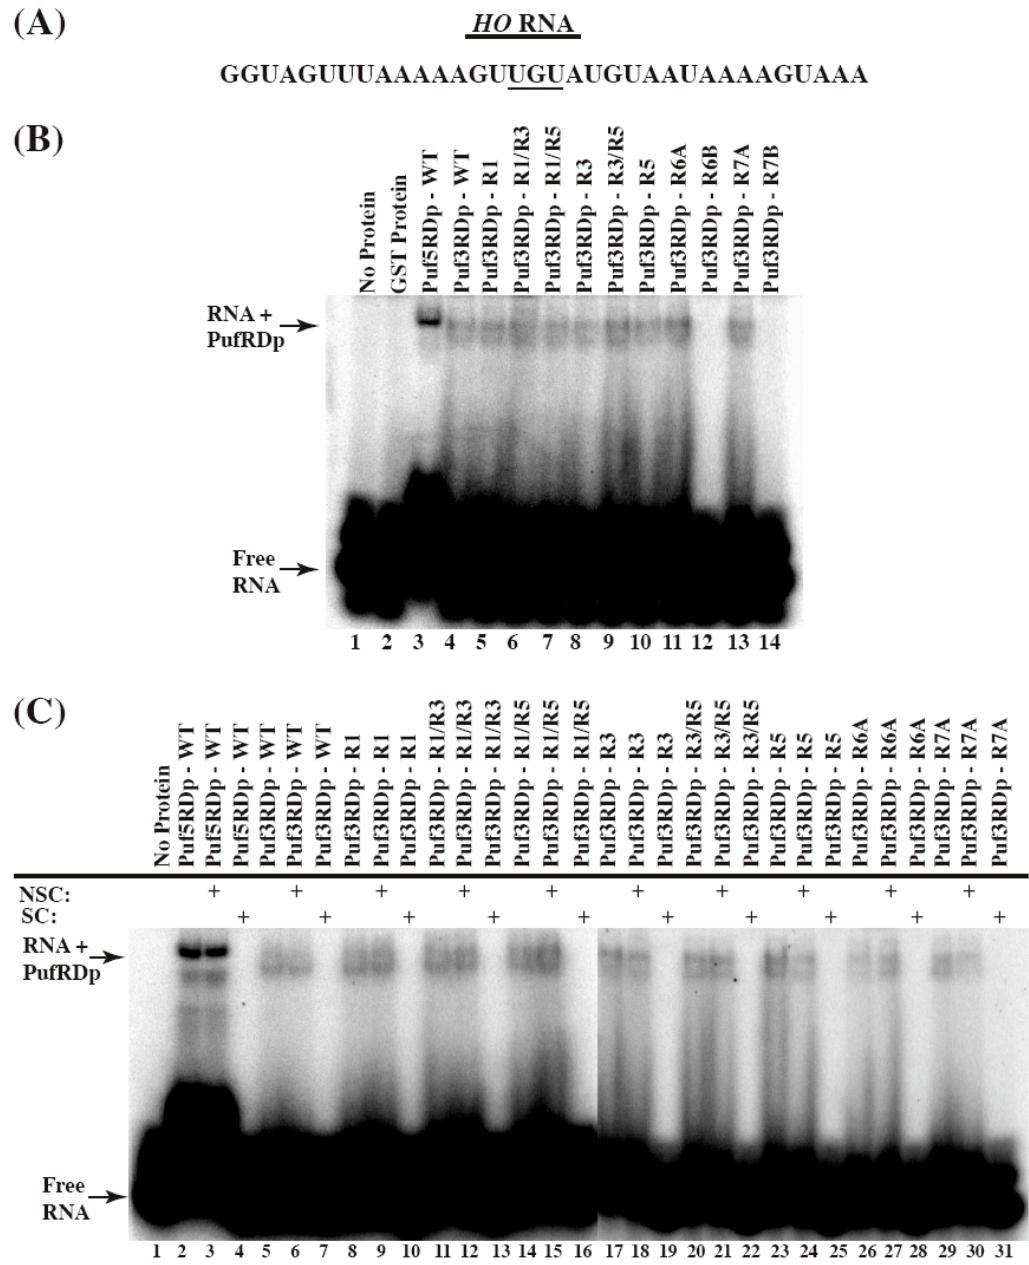 (A)
HO RNA
GGUAGUUUAAAAAGUUGUAUGUAAUAAAAGUAAA
(B)
No Protein
GST Protein
Puf5RDp - WT
Puf3RDp - WT
Puf3RDp - R1
Puf3RDp - R1/R3
Puf3RDp - R1/R5
Puf3RDp - R3
Puf3RDp - R3/R5
Puf3RDp - R5
Puf3RDp - R6A
Puf3RDp - R6B
Puf3RDp - R7A
Puf3RDp - R7B
RNA +
PufRDp
Free
RNA
1 2 3 4 5 6 7 8 9 10 11 12 13 14
(C)
No Protein
Puf5RDp - WT
Puf5RDp - WT
Puf5RDp - WT
Puf3RDp - WT
Puf3RDp - WT
Puf3RDp - WT
Puf3RDp - R1
Puf3RDp - R1
Puf3RDp - R1
Puf3RDp - R1/R3
Puf3RDp - R1/R3
Puf3RDp - R1/R3
Puf3RDp - R1/R5
Puf3RDp - R1/R5
Puf3RDp - R1/R5
Puf3RDp - R3
Puf3RDp - R3
Puf3RDp - R3
Puf3RDp - R3/R5
Puf3RDp - R3/R5
Puf3RDp - R3/R5
Puf3RDp - R5
Puf3RDp - R5
Puf3RDp - R5
Puf3RDp - R6A
Puf3RDp - R6A
Puf3RDp - R6A
Puf3RDp - R7A
Puf3RDp - R7A
Puf3RDp - R7A
NSC: + + + + + + + + + +
SC: + + + + + + + + + +
RNA +
PufRDp
Free
RNA
1 2 3 4 5 6 7 8 9 10 11 12 13 14 15 16 17 18 19 20 21 22 23 24 25 26 27 28 29 30 31